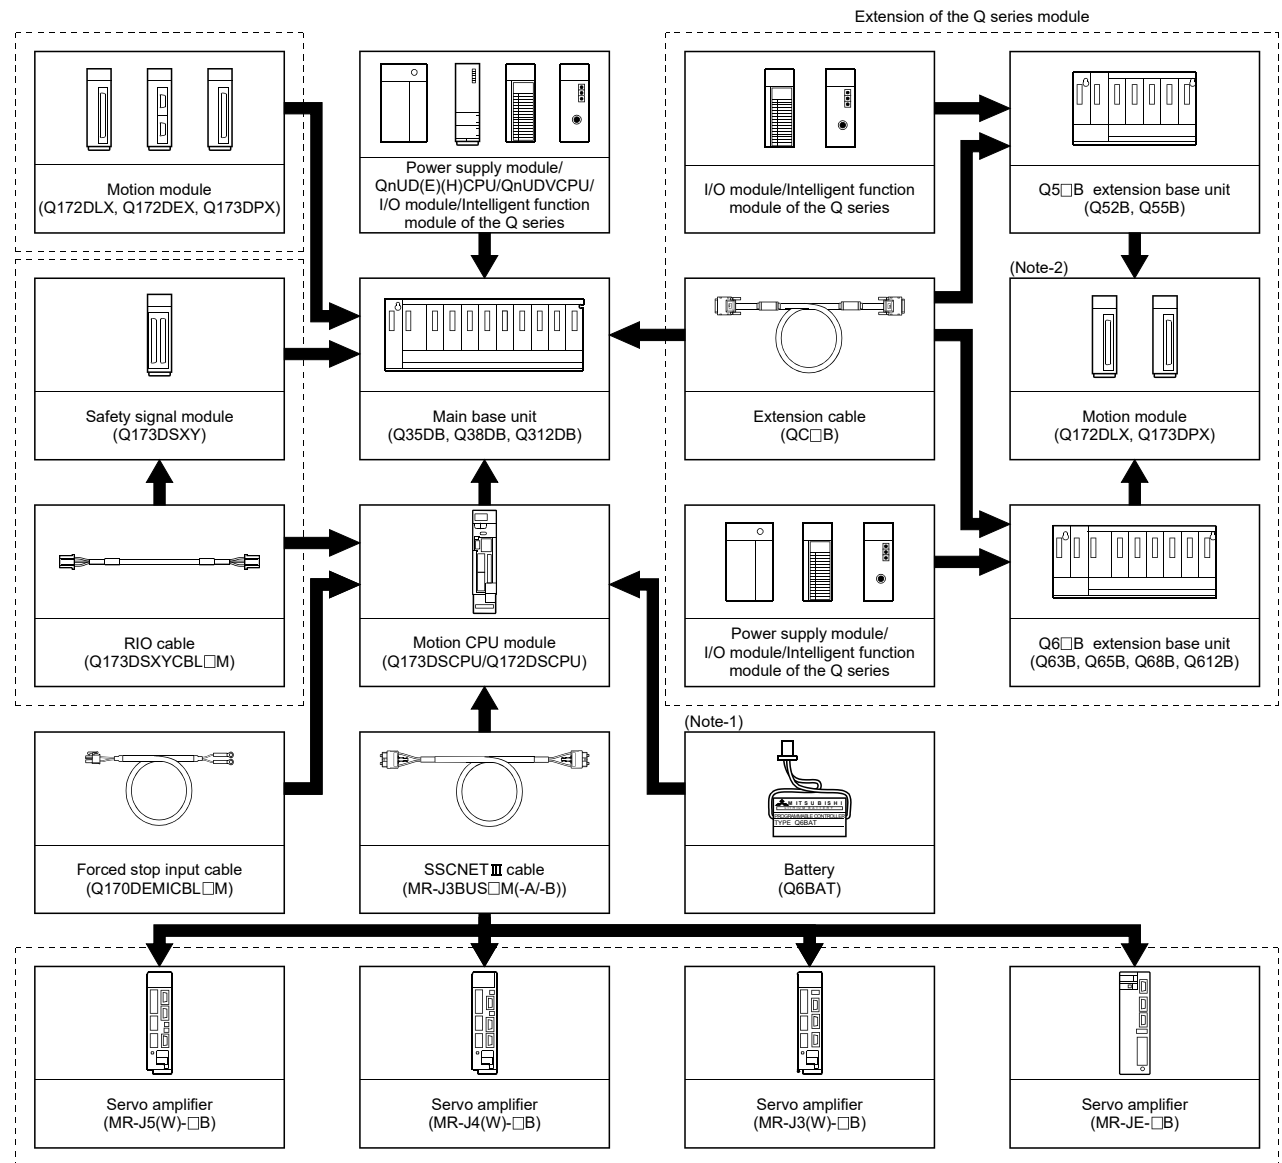 Extension of the Q series module
Motion module
(Q172DLX, Q172DEX, Q173DPX)
Power supply module/
QnUD(E)(H)CPU/QnUDVCPU/
I/O module/Intelligent function
module of the Q series
I/O module/Intelligent function
module of the Q series
Q5□B extension base unit
(Q52B, Q55B)
Safety signal module
(Q173DSXY)
Main base unit
(Q35DB, Q38DB, Q312DB)
Extension cable
(QC□B)
(Note-2)
Motion module
(Q172DLX, Q173DPX)
RIO cable
(Q173DSXYCBL□M)
Motion CPU module
(Q173DSCPU/Q172DSCPU)
Power supply module/
I/O module/Intelligent function
module of the Q series
Q6□B extension base unit
(Q63B, Q65B, Q68B, Q612B)
Forced stop input cable
(Q170DEMICBL□M)
SSCNETⅢ cable
(MR-J3BUS□M(-A/-B))
(Note-1)
MITSUBISHI
PROGRAMMABLE CONTROLLER
TYPE Q6BAT
Battery
(Q6BAT)
Servo amplifier
(MR-J5(W)-□B)
Servo amplifier
(MR-J4(W)-□B)
Servo amplifier
(MR-J3(W)-□B)
Servo amplifier
(MR-JE-□B)